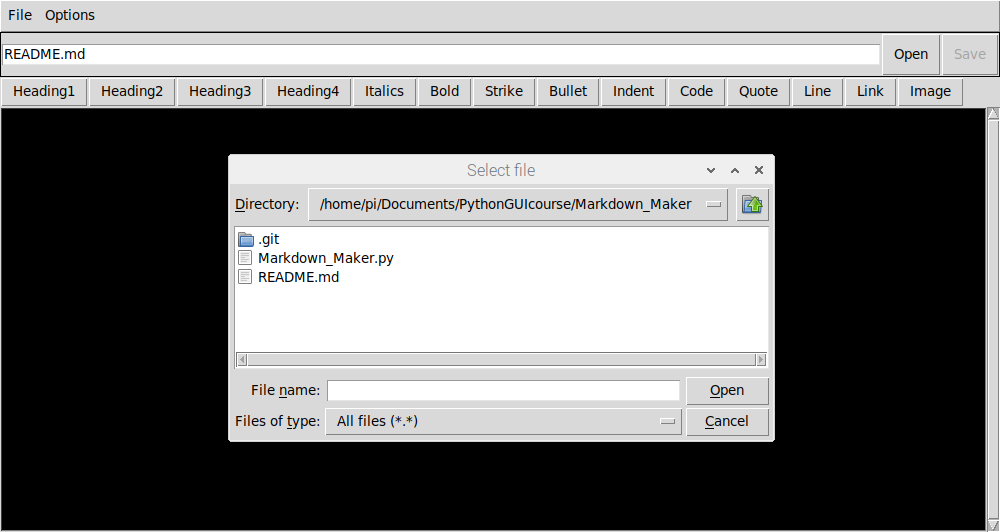 File Options
README.md Open Save
Heading1 Heading2 Heading3 Heading4 Italics Bold Strike Bullet Indent Code Quote Line Link Image
Select file
Directory: /home/pi/Documents/PythonGUIcourse/Markdown_Maker
.git
Markdown_Maker.py
README.md
File name: Open
Files of type: All files (*.*) Cancel